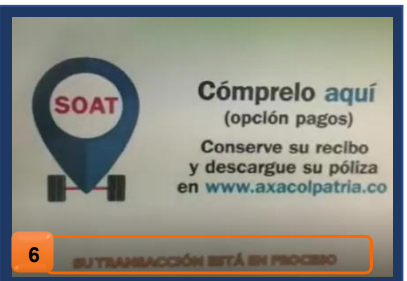 SOAT
Cómprelo aquí
(opción pagos)
Conserve su recibo
y descargue su póliza
en www.axacolpatria.co
6
SU TRANSACCIÓN ESTÁ EN PROCESO